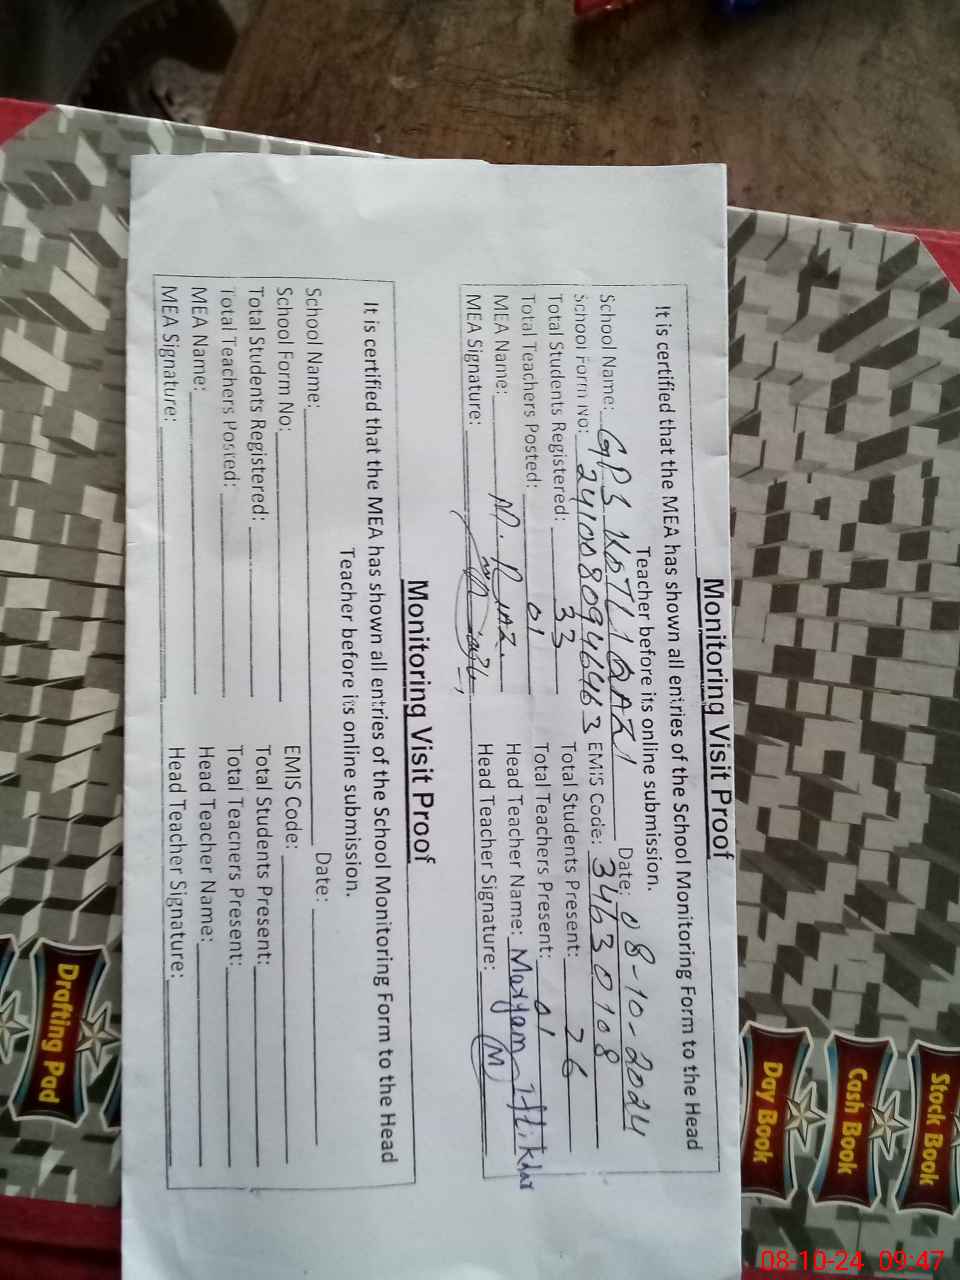 Monitoring Visit Proof
It is certified that the MEA has shown all entries of the School Monitoring Form to the Head
Teacher before its online submission.
School Name: GPS KOTLI QAZI Date: 08-10-2024
School Form No: 2410080946463 EMIS Code: 34630108
Total Students Registered: 33 Total Students Present: 26
Total Teachers Posted: 01 Total Teachers Present: 01
MEA Name: M. RIAZ Head Teacher Name: Maryam Iftikhar
MEA Signature: Head Teacher Signature: M
Monitoring Visit Proof
It is certified that the MEA has shown all entries of the School Monitoring Form to the Head
Teacher before its online submission.
School Name: Date:
School Form No: EMIS Code:
Total Students Registered: Total Students Present:
Total Teachers Posted: Total Teachers Present:
MEA Name: Head Teacher Name:
MEA Signature: Head Teacher Signature:
Stock Book
Cash Book
Day Book
Drafting Pad
08-10-24 09:47